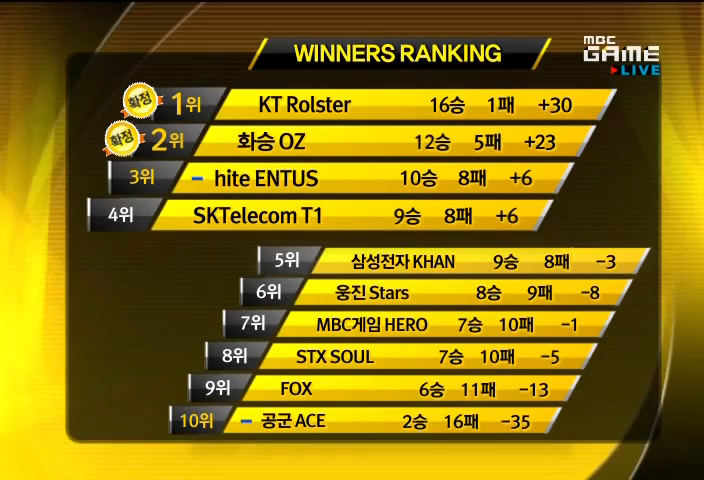 WINNERS RANKING
MBC GAME LIVE
확정 1위 KT Rolster 16승 1패 +30
확정 2위 화승 OZ 12승 5패 +23
3위 - hite ENTUS 10승 8패 +6
4위 SKTelecom T1 9승 8패 +6
5위 삼성전자 KHAN 9승 8패 -3
6위 웅진 Stars 8승 9패 -8
7위 MBC게임 HERO 7승 10패 -1
8위 STX SOUL 7승 10패 -5
9위 FOX 6승 11패 -13
10위 - 공군 ACE 2승 16패 -35